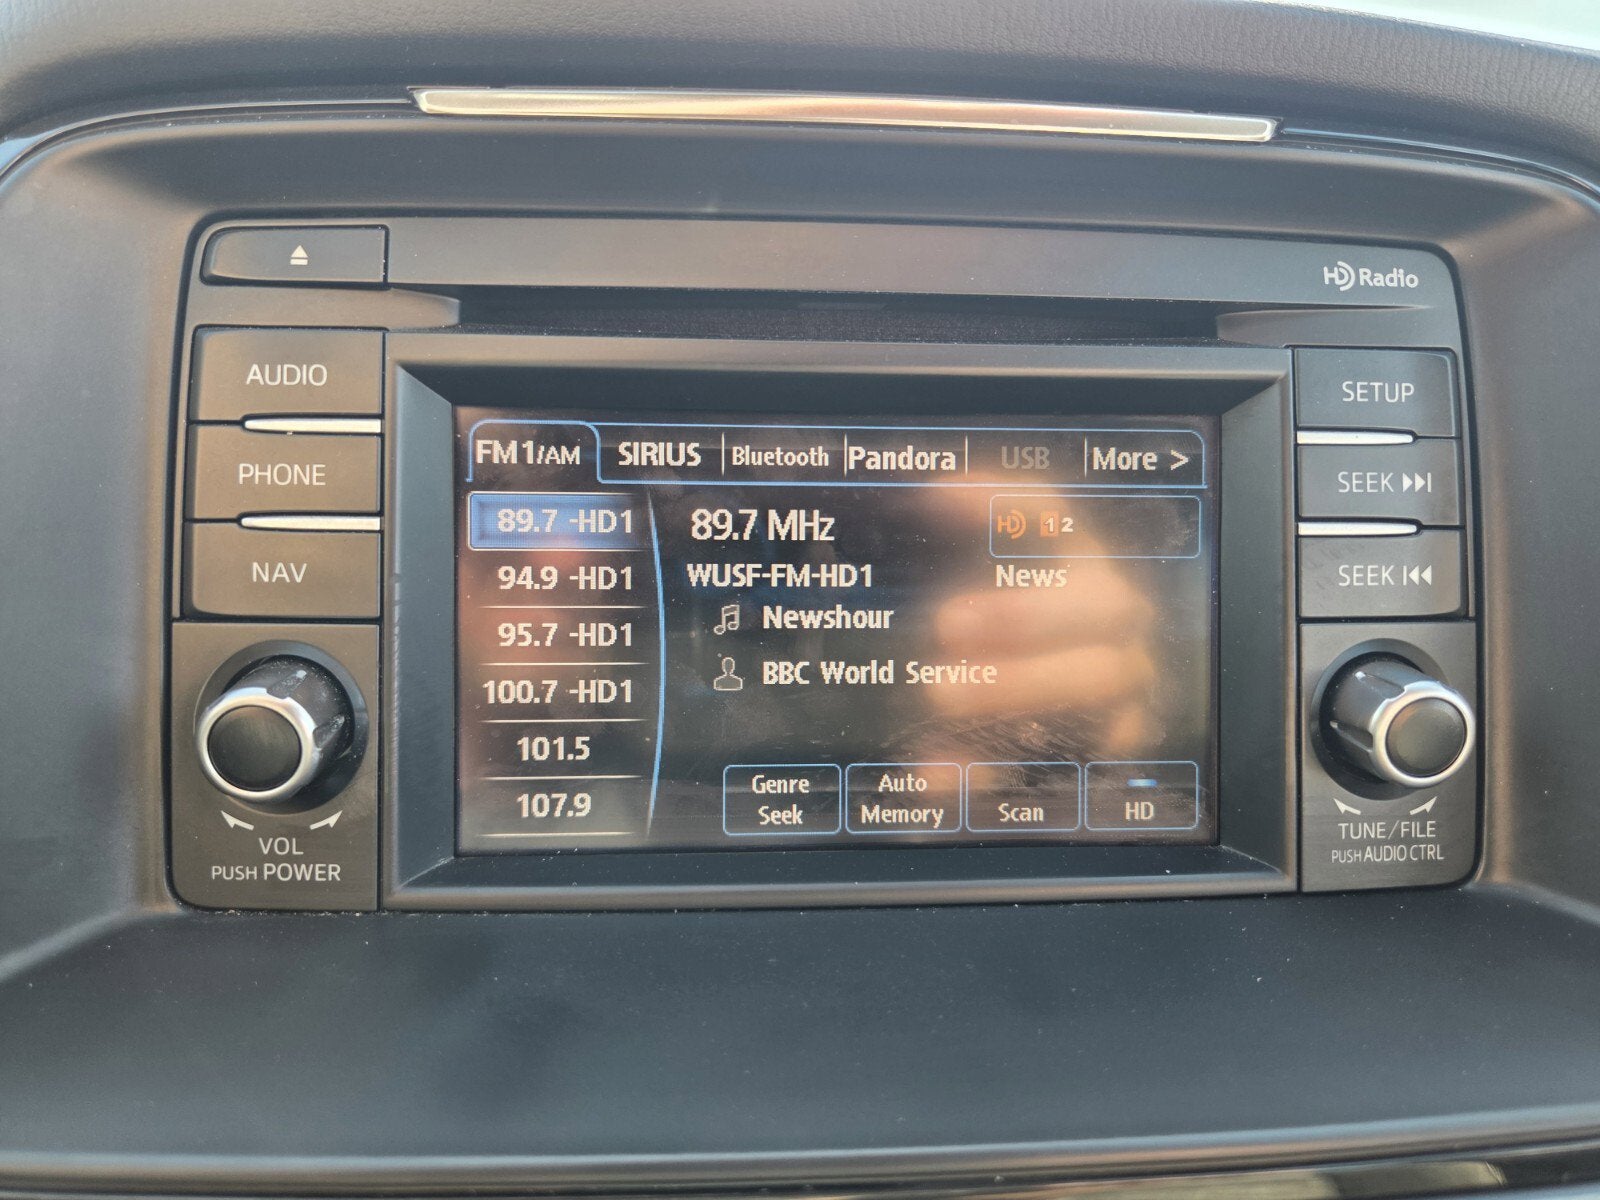 HD Radio
AUDIO
PHONE
NAV
VOL
PUSH POWER
FM1/AM SIRIUS Bluetooth Pandora USB More >
89.7 -HD1
94.9 -HD1
95.7 -HD1
100.7 -HD1
101.5
107.9
89.7 MHz
HD 1 2
WUSF-FM-HD1
News
Newshour
BBC World Service
Genre
Seek
Auto
Memory
Scan
HD
SETUP
SEEK
SEEK
TUNE/FILE
PUSH AUDIO CTRL